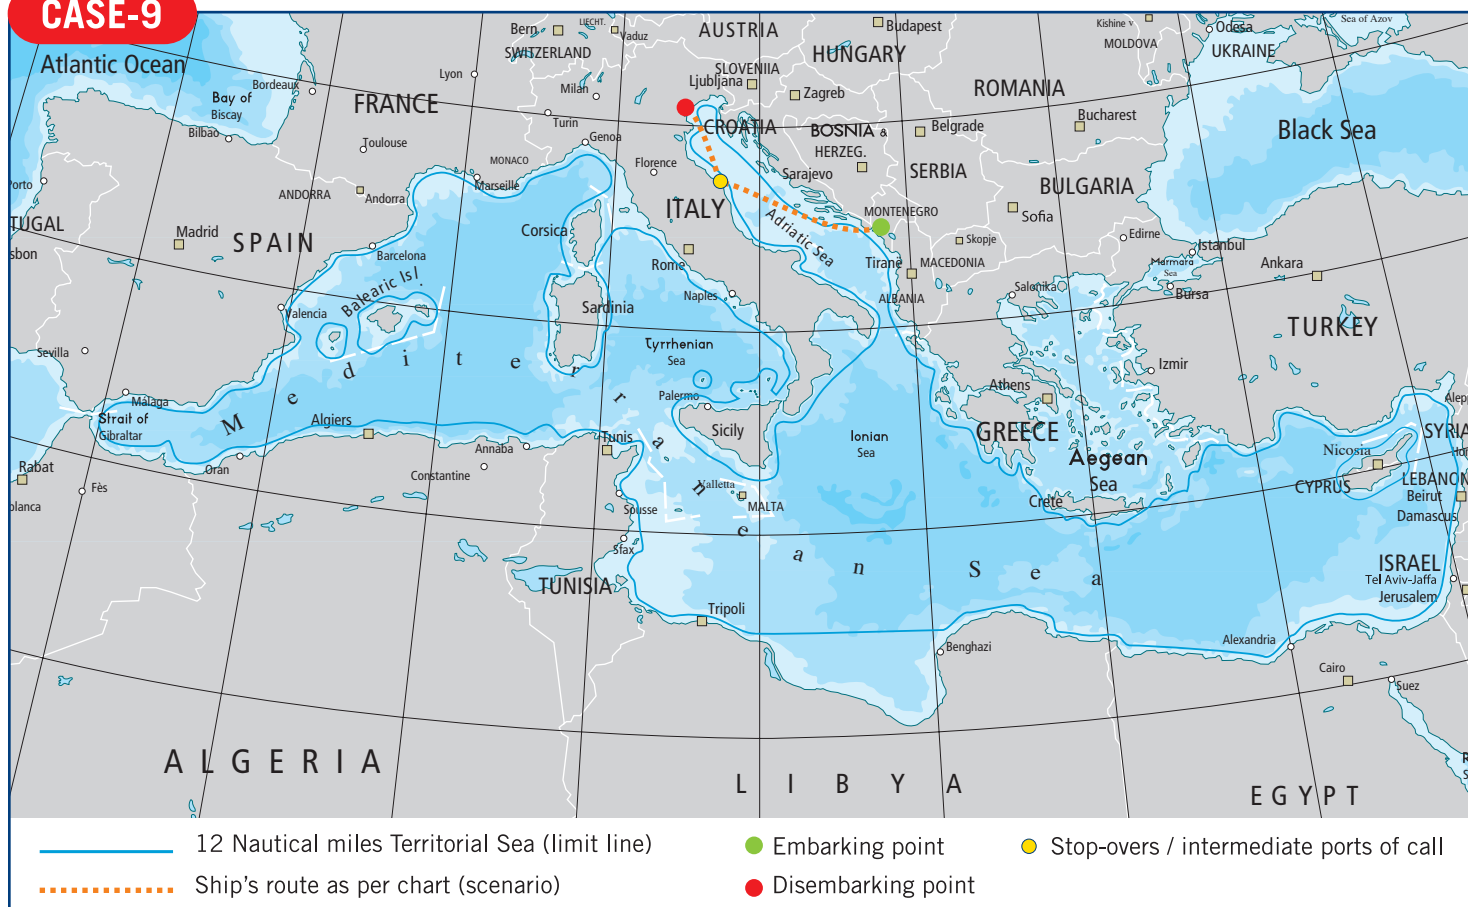 CASE-9
Atlantic Ocean
Bay of
Biscay
Bordeaux
Bilbao
Lyon
FRANCE
Toulouse
Bern
LIECHT.
Vaduz
SWITZERLAND
AUSTRIA
Budapest
HUNGARY
Kishine v
MOLDOVA
Odesa
UKRAINE
Sea of Azov
Milan
Turin
Genoa
SLOVENIIA
Ljubljana
Zagreb
CROATIA
BOSNIA &
HERZEG.
Belgrade
ROMANIA
Bucharest
Black Sea
Porto
TUGAL
sbon
Madrid
SPAIN
ANDORRA
Andorra
MONACO
Marseille
Florence
ITALY
Corsica
Sarajevo
SERBIA
MONTENEGRO
BULGARIA
Sofia
Skopje
MACEDONIA
Edirne
Istanbul
Marmara
Sea
Bursa
Ankara
TURKEY
Barcelona
Balearic Is/
Valencia
Rome
Naples
Adriatic Sea
Tirane
ALBANIA
Salonika
Sardinia
Tyrrhenian
Sea
Izmir
Sevilla
Málaga
Strait of
Gibraltar
Mediterranean Sea
Palermo
Sicily
Ionian
Sea
Athens
GREECE
Aegean
Sea
Crete
Nicosia
CYPRUS
Alepp
SYRIA
LEBANON
Beirut
Damascus
Rabat
Fès
blanca
Oran
Algiers
Constantine
Annaba
Tunis
Sousse
Sfax
Valletta
MALTA
TUNISIA
Tripoli
Benghazi
Alexandria
ISRAEL
Tel Aviv-Jaffa
Jerusalem
Cairo
Suez
ALGERIA
LIBYA
EGYPT
12 Nautical miles Territorial Sea (limit line)
Embarking point
Stop-overs / intermediate ports of call
Ship's route as per chart (scenario)
Disembarking point